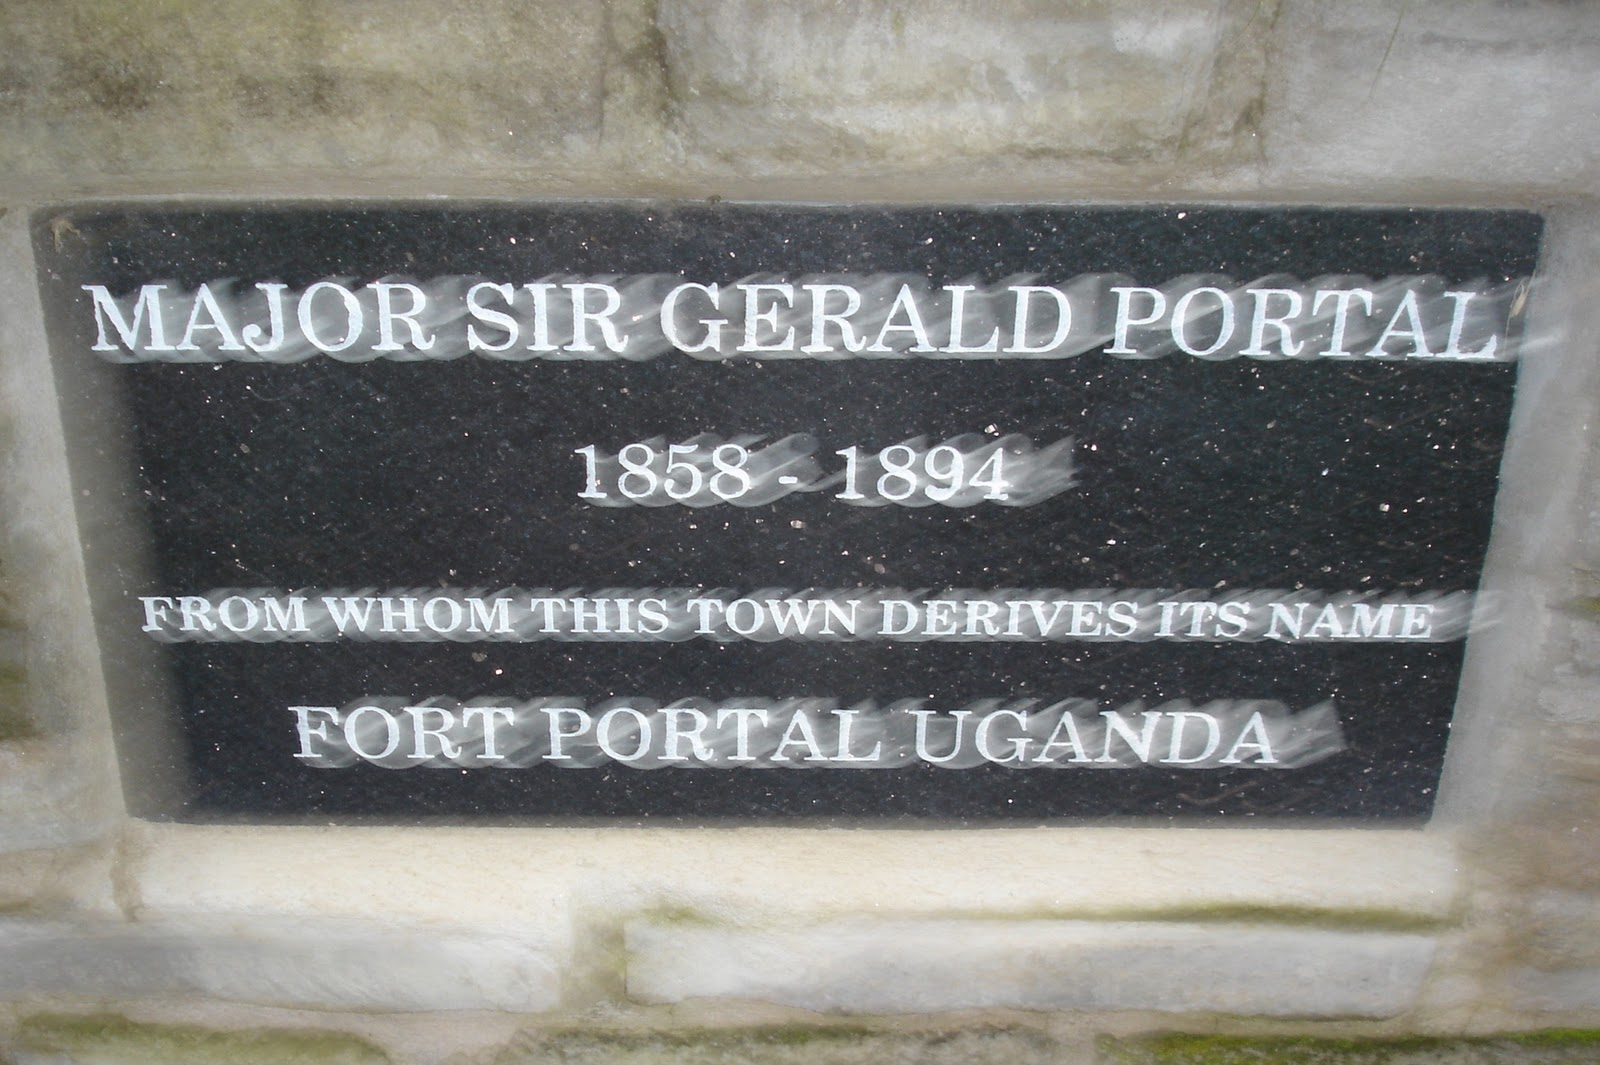 MAJOR SIR GERALD PORTAL
1858 - 1894
FROM WHOM THIS TOWN DERIVES ITS NAME
FORT PORTAL UGANDA